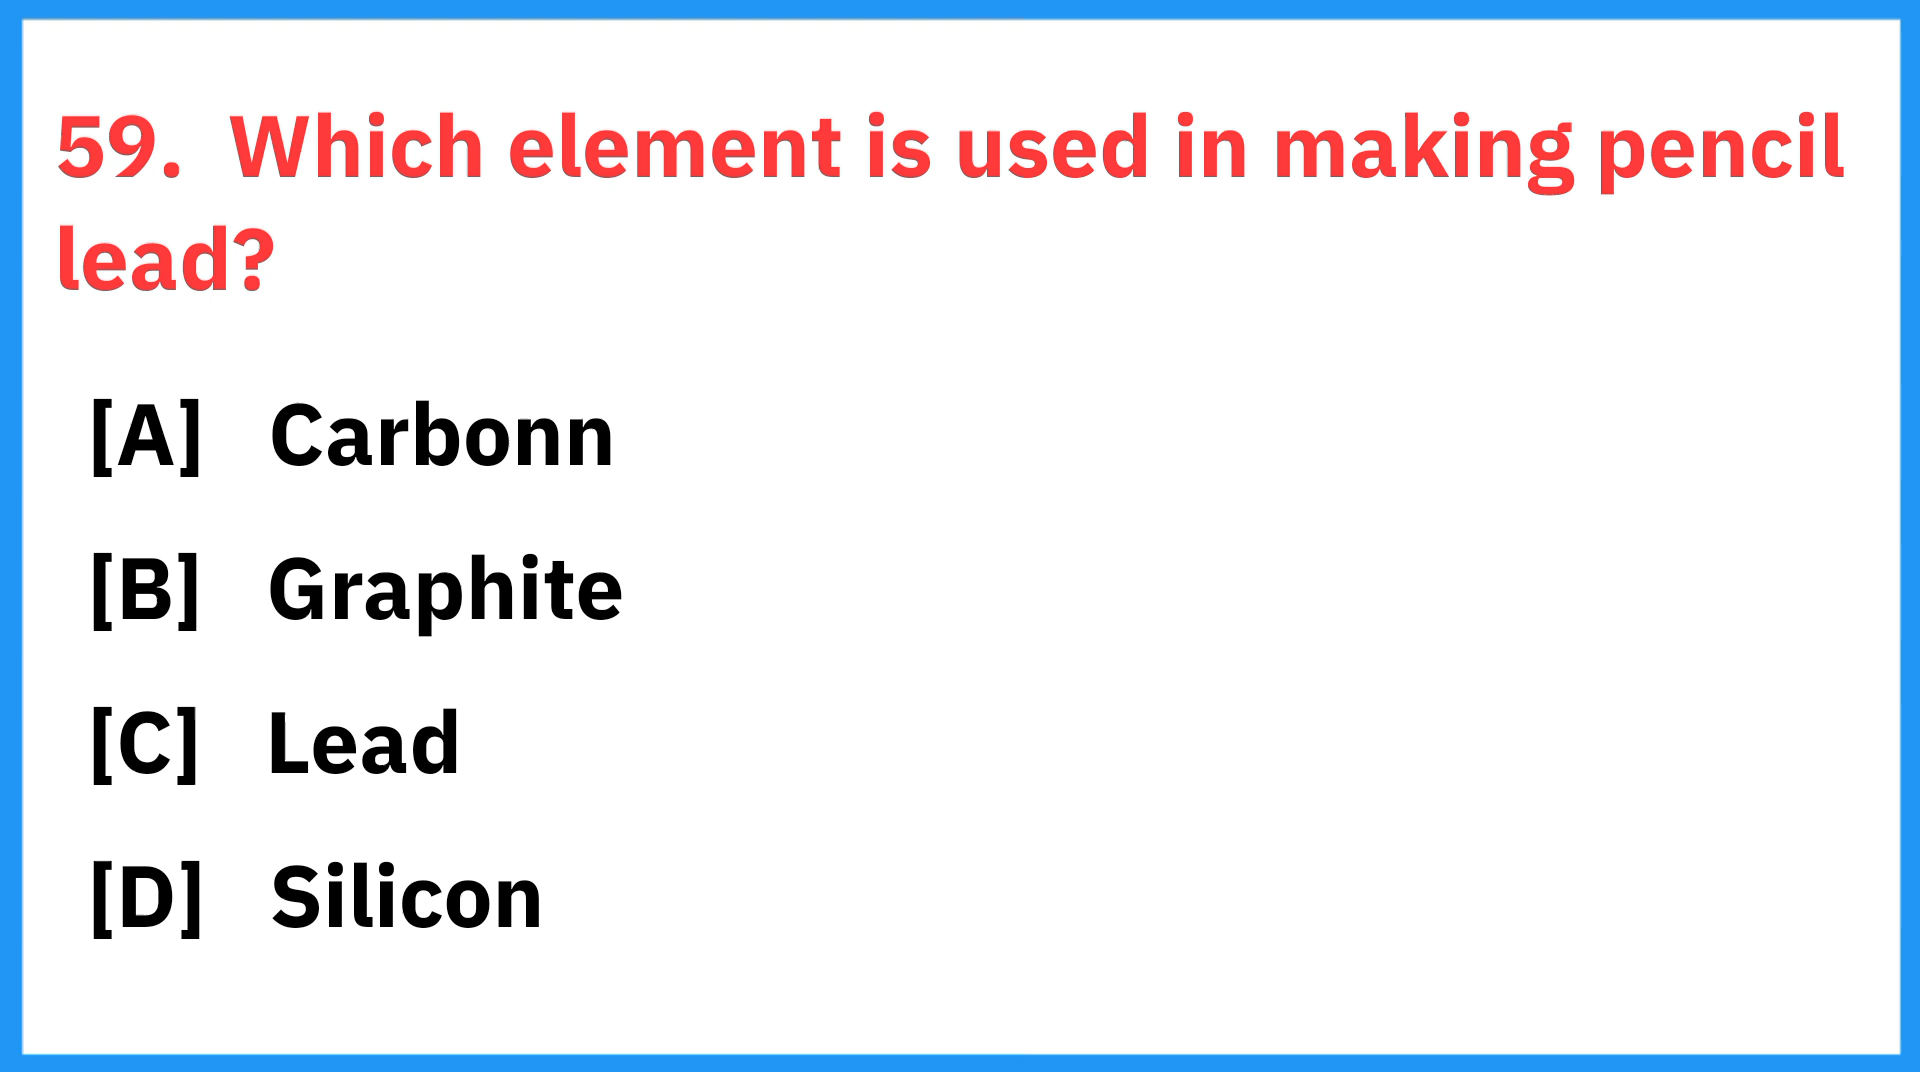 59. Which element is used in making pencil
lead?
[A] Carbonn
[B] Graphite
[C] Lead
[D] Silicon